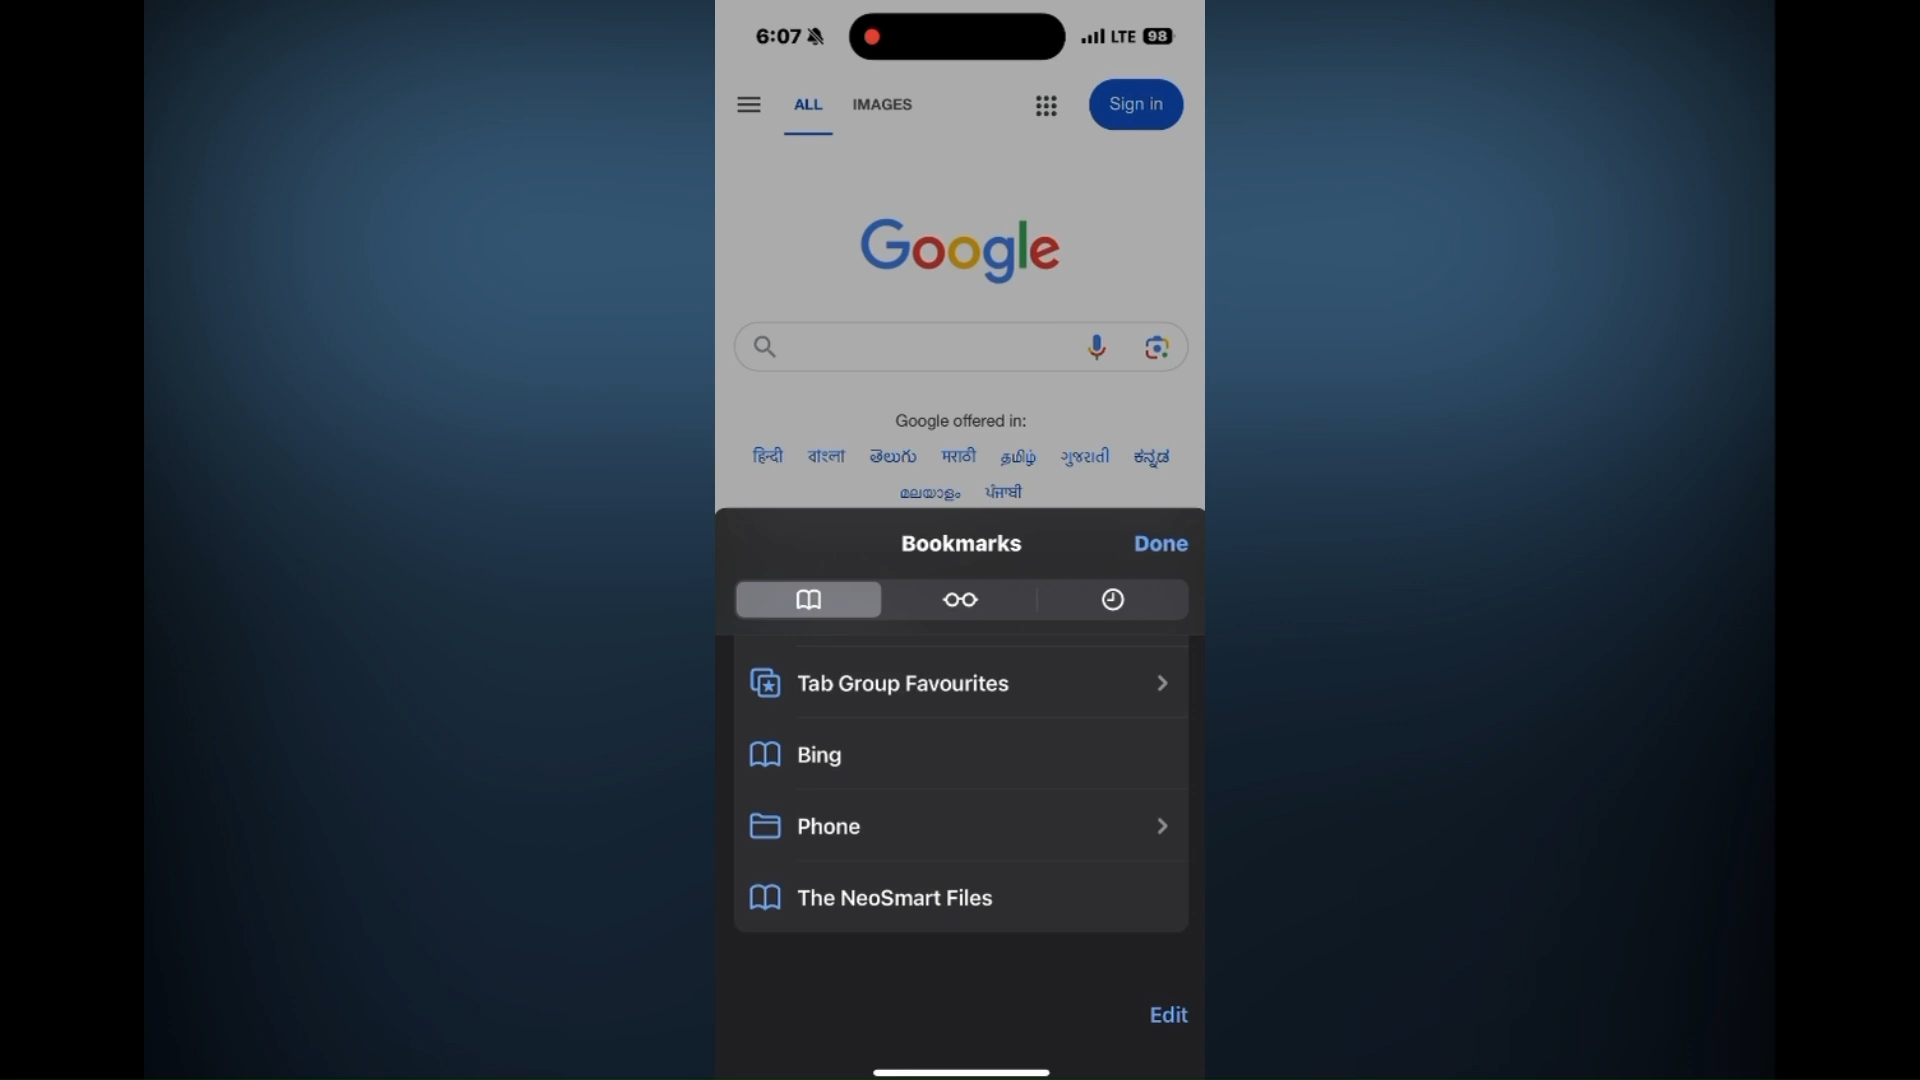 6:07 LTE 98
ALL IMAGES Sign in
Google
Google offered in:
हिन्दी বাংলা తెలుగు मराठी தமிழ் ગુજરાતી ಕನ್ನಡ
മലയാളം ਪੰਜਾਬੀ
Bookmarks Done
Tab Group Favourites
Bing
Phone
The NeoSmart Files
Edit